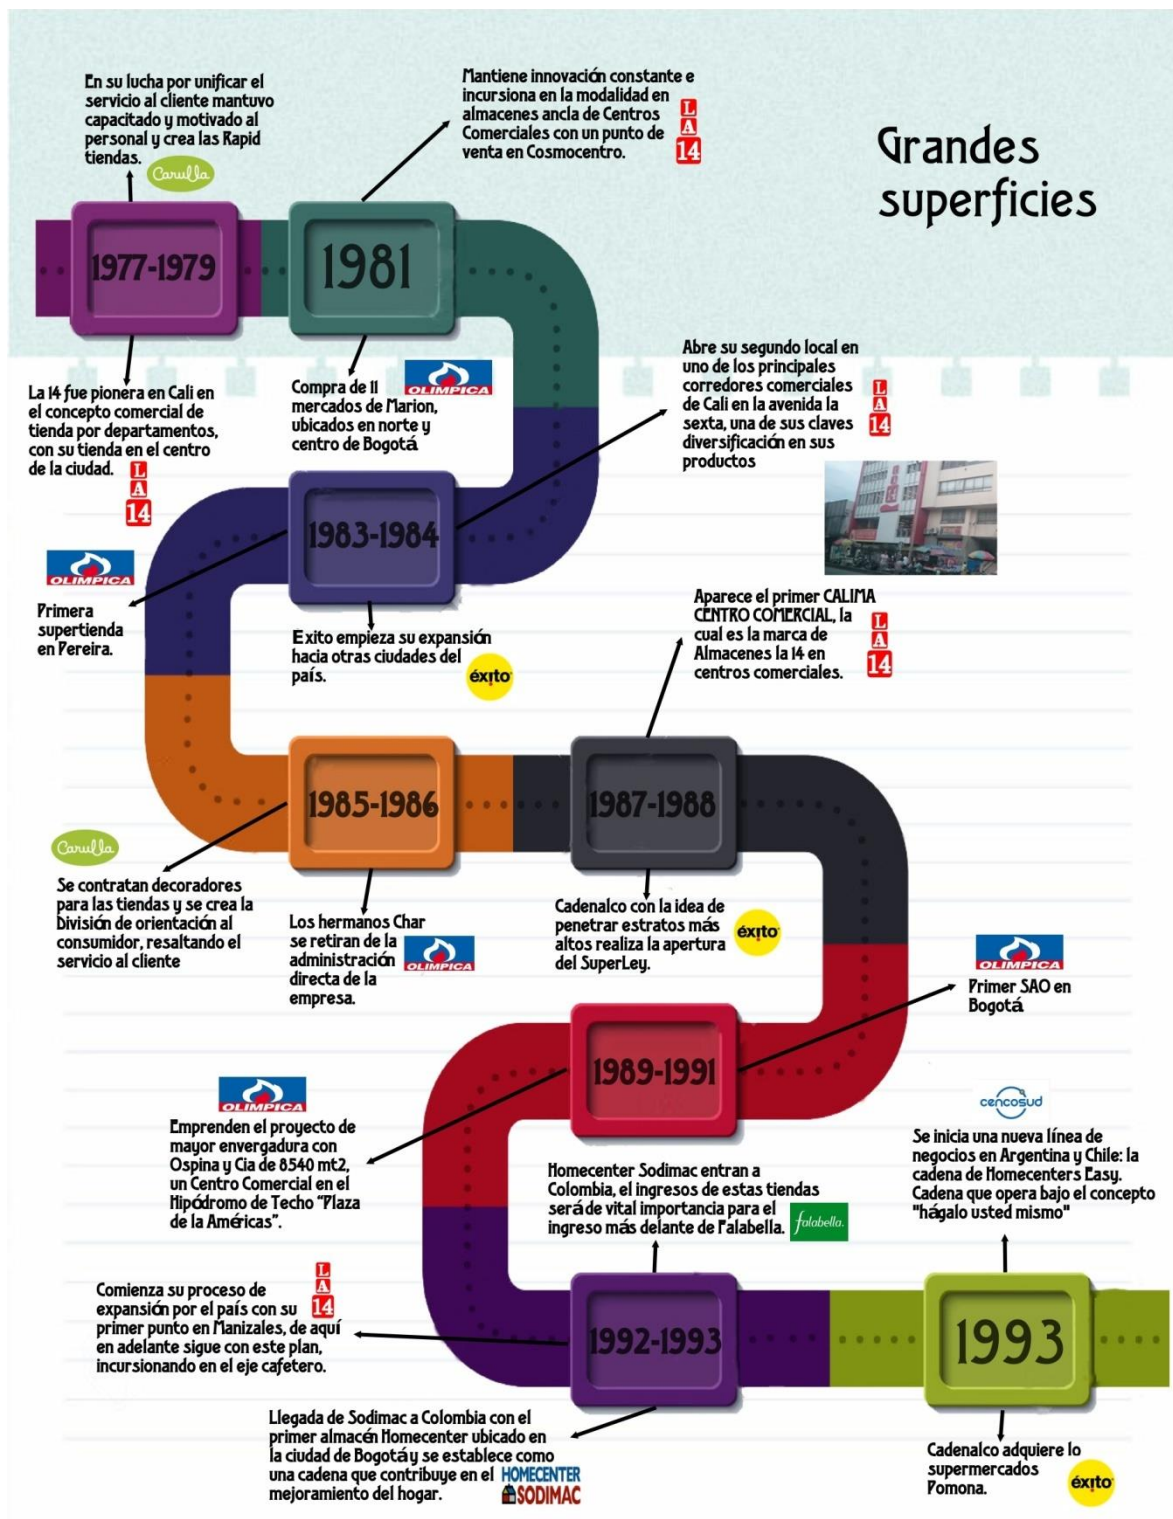 Grandes
superficies
En su lucha por unificar el
servicio al cliente mantuvo
capacitado y motivado al
personal y crea las Rapid
tiendas.
Carulla
Mantiene innovación constante e
incursiona en la modalidad en
almacenes ancla de Centros
Comerciales con un punto de
venta en Cosmocentro.
LA
14
1977-1979
1981
La 14 fue pionera en Cali en
el concepto comercial de
tienda por departamentos,
con su tienda en el centro
de la ciudad.
LA
14
Compra de 11
mercados de Marion,
ubicados en norte y
centro de Bogotá
OLIMPICA
Abre su segundo local en
uno de los principales
corredores comerciales
de Cali en la avenida la
sexta, una de sus claves
diversificación en sus
productos
LA
14
1983-1984
OLIMPICA
Primera
supertienda
en Pereira.
Exito empieza su expansión
hacia otras ciudades del
país.
éxito
Aparece el primer CALIMA
CENTRO COMERCIAL, la
cual es la marca de
Almacenes la 14 en
centros comerciales.
LA
14
1985-1986
1987-1988
Carulla
Se contratan decoradores
para las tiendas y se crea la
División de orientación al
consumidor, resaltando el
servicio al cliente
Los hermanos Char
se retiran de la
administración
directa de la
empresa.
OLIMPICA
Cadenalco con la idea de
penetrar estratos más
altos realiza la apertura
del SuperLey.
éxito
OLIMPICA
Primer SAO en
Bogotá
1989-1991
OLIMPICA
Emprenden el proyecto de
mayor envergadura con
Ospina y Cia de 8540 mt2,
un Centro Comercial en el
Hipódromo de Techo "Plaza
de la Américas".
cencosud
Se inicia una nueva línea de
negocios en Argentina y Chile: la
cadena de Homecenters Easy.
Cadena que opera bajo el concepto
"hágalo usted mismo"
Homecenter Sodimac entran a
Colombia, el ingresos de estas tiendas
será de vital importancia para el
ingreso más delante de Falabella.
falabella.
Comienza su proceso de
expansión por el país con su
primer punto en Manizales, de aquí
en adelante sigue con este plan,
incursionando en el eje cafetero.
LA
14
1992-1993
1993
Llegada de Sodimac a Colombia con el
primer almacén Homecenter ubicado en
la ciudad de Bogotá y se establece como
una cadena que contribuye en el
mejoramiento del hogar.
HOMECENTER
SODIMAC
Cadenalco adquiere lo
supermercados
Pomona.
éxito